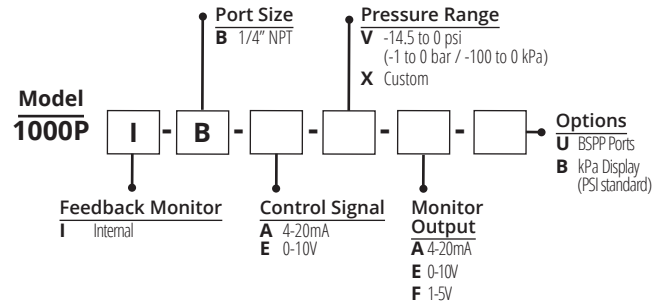 Port Size
B 1/4” NPT
Pressure Range
V -14.5 to 0 psi
(-1 to 0 bar / -100 to 0 kPa)
X Custom
Model
1000P I - B - - - -
Options
U BSPP Ports
B kPa Display
(PSI standard)
Feedback Monitor
I Internal
Control Signal
A 4-20mA
E 0-10V
Monitor
Output
A 4-20mA
E 0-10V
F 1-5V